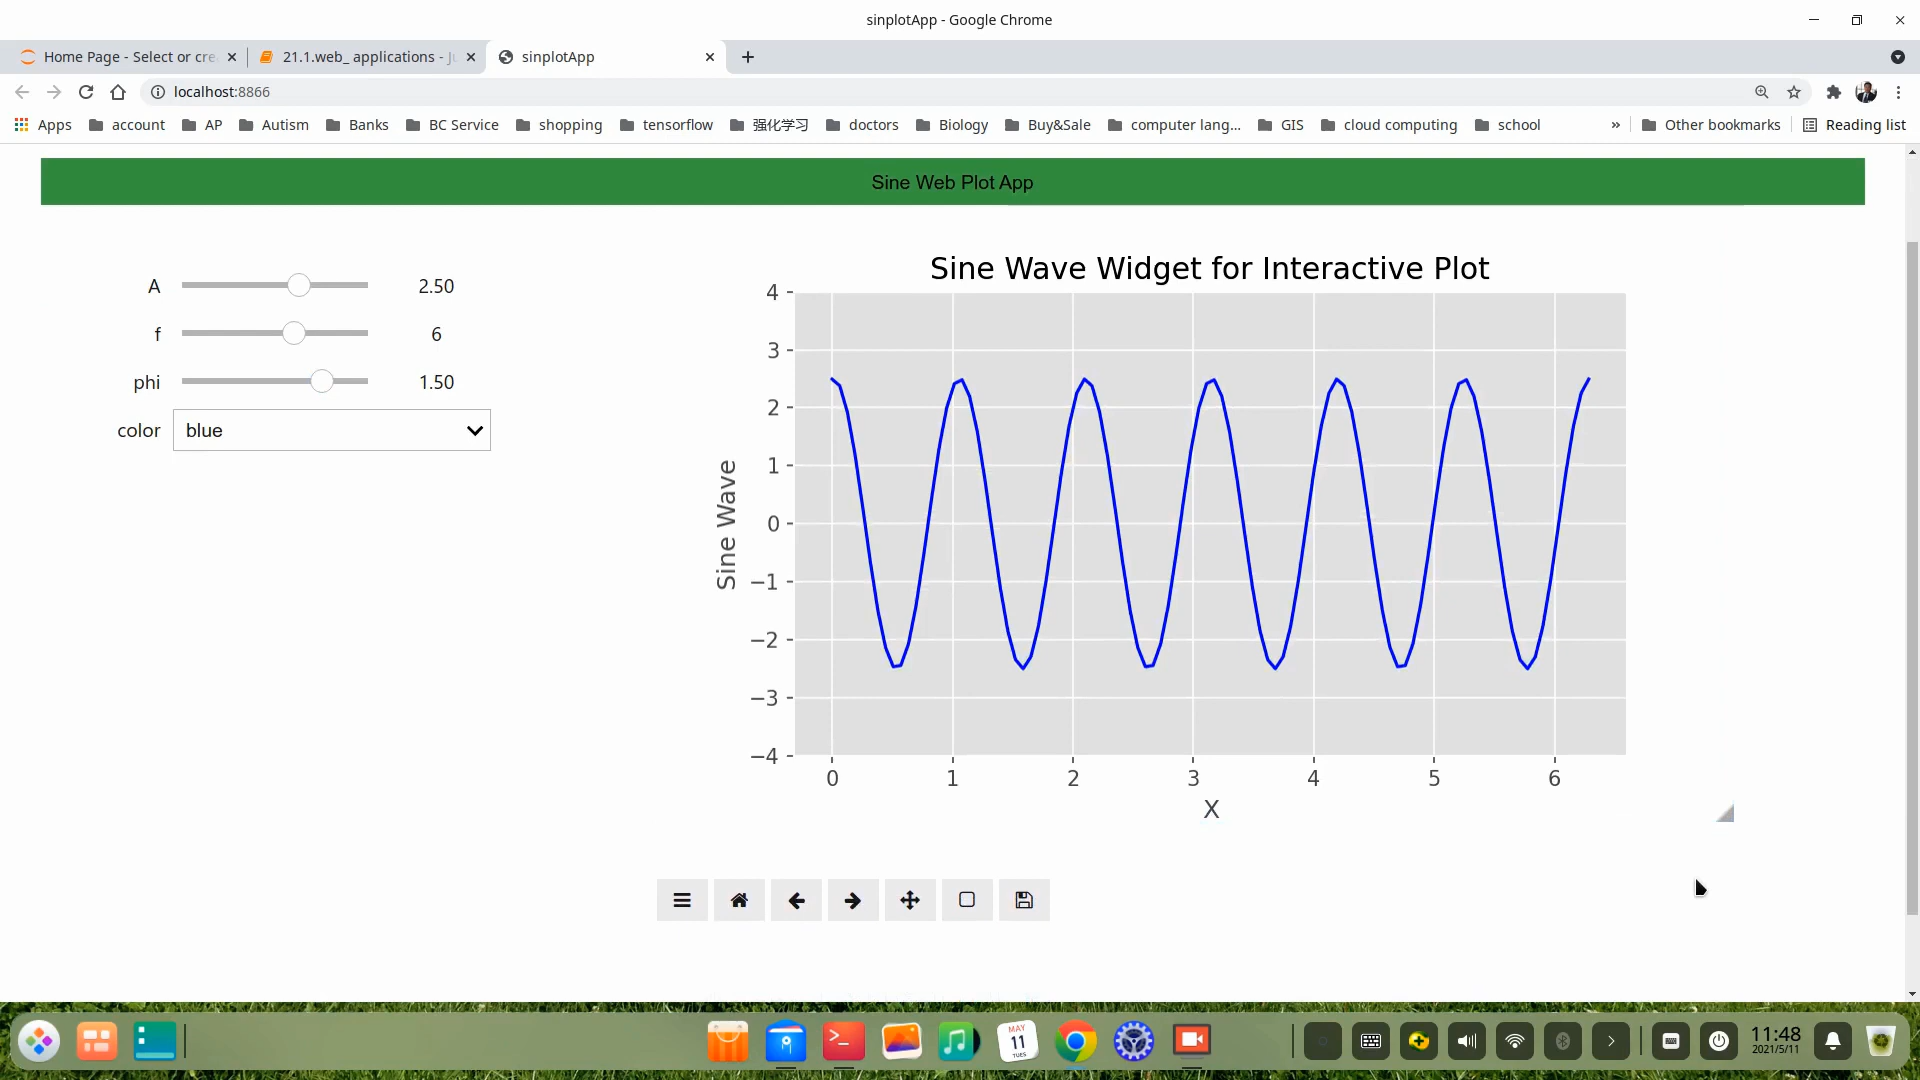 sinplotApp - Google Chrome
Home Page - Select or cre
21.1.web_ applications - Ju
sinplotApp
localhost:8866
Apps account AP Autism Banks BC Service shopping tensorflow 强化学习 doctors Biology Buy&Sale computer lang... GIS cloud computing school » Other bookmarks Reading list
Sine Web Plot App
A 2.50
f 6
phi 1.50
color blue
Sine Wave Widget for Interactive Plot
4
3
2
1
0
−1
−2
−3
−4
Sine Wave
0 1 2 3 4 5 6
X
MAY
11
TUES
11:48
2021/5/11